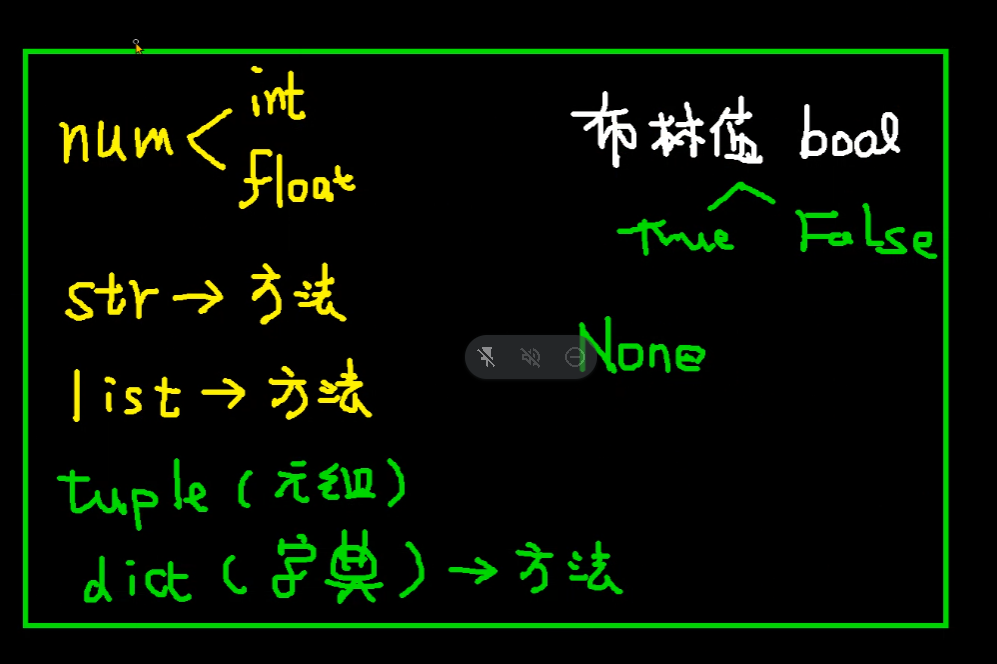 num < int
float
str → 方法
list → 方法
tuple (元组)
dict (字典) → 方法
布林值 bool
True False
None